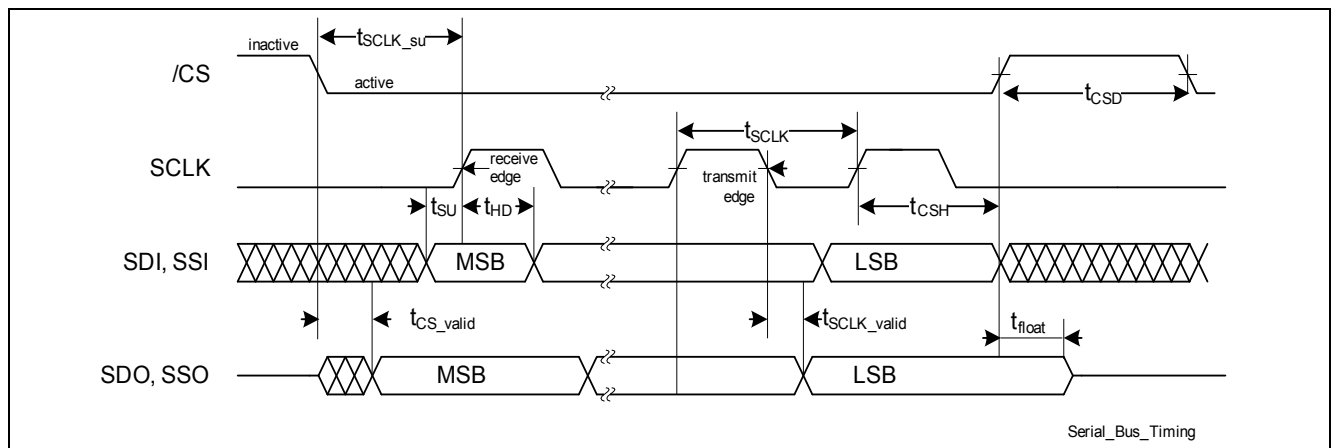 inactive
tSCLK_su
/CS
active
tCSD
tSCLK
SCLK
receive
edge
transmit
edge
tSU
tHD
tCSH
SDI, SSI
MSB
LSB
tCS_valid
tSCLK_valid
tfloat
SDO, SSO
MSB
LSB
Serial_Bus_Timing